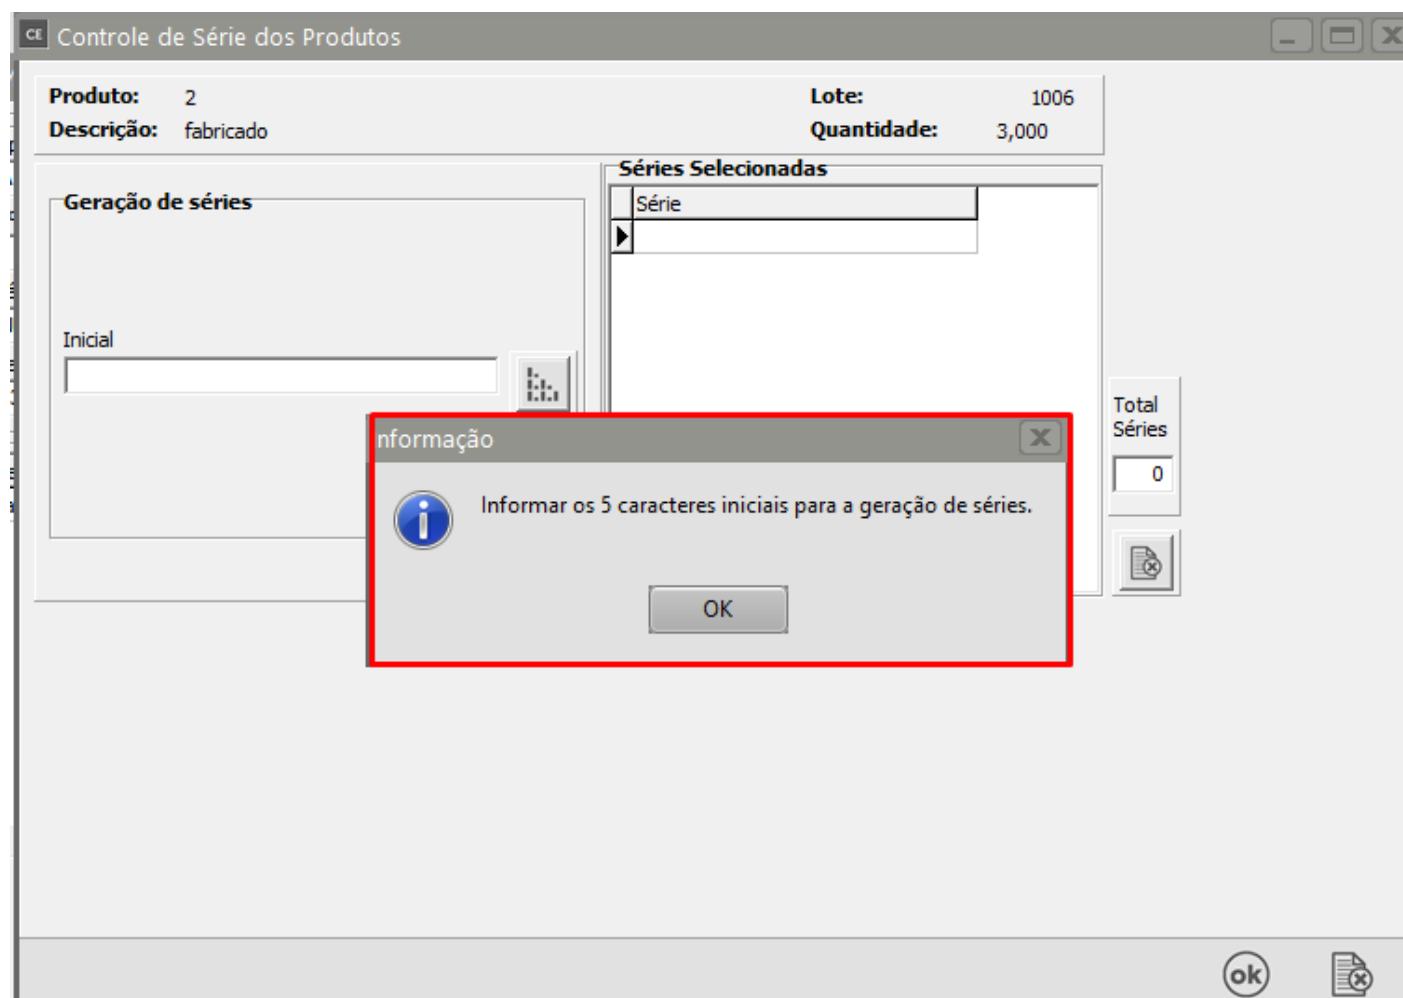 CE Controle de Série dos Produtos
Produto: 2 Lote: 1006
Descrição: fabricado Quantidade: 3,000
Séries Selecionadas
Geração de séries
Série
Inicial
Total
Séries
0
nformação
Informar os 5 caracteres iniciais para a geração de séries.
OK
ok